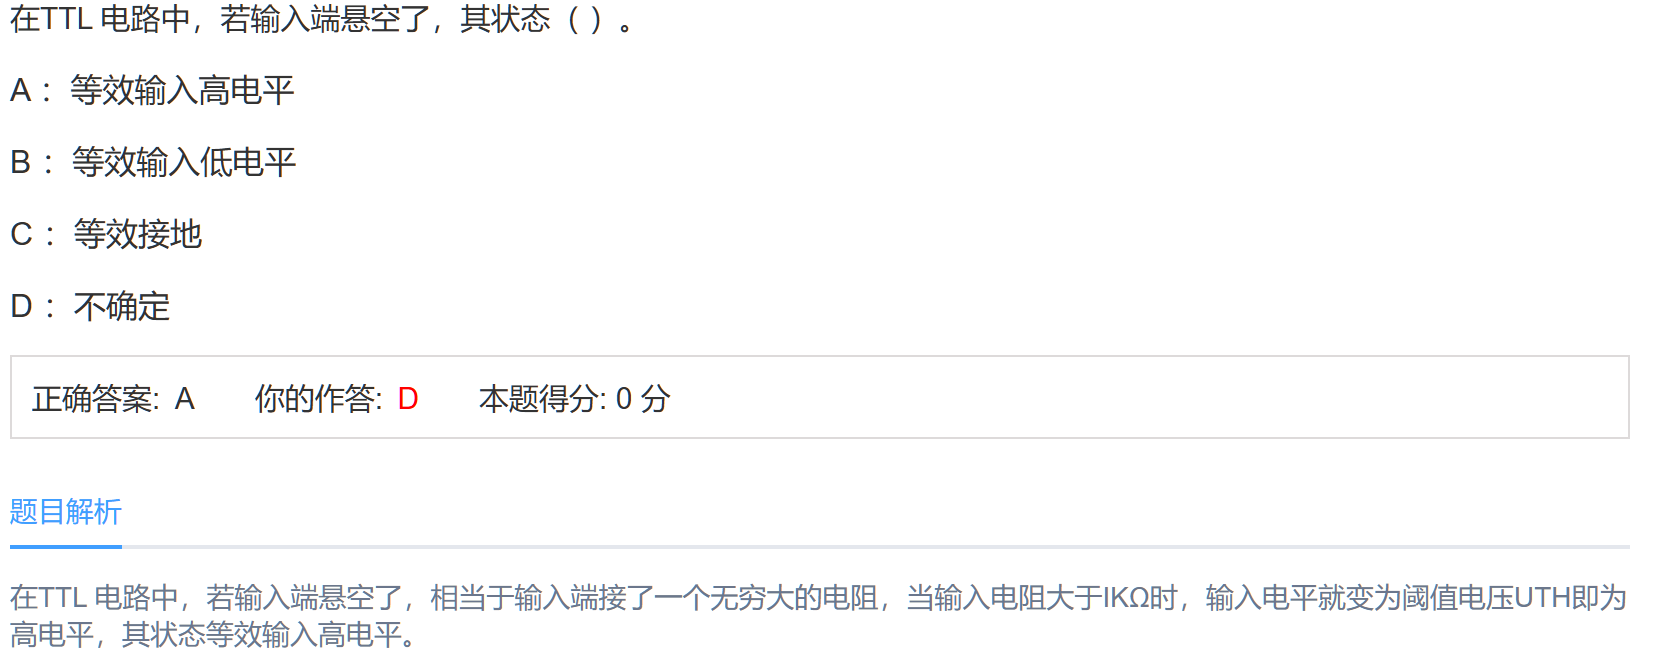 在TTL 电路中，若输入端悬空了，其状态（ ）。
A ：等效输入高电平
B ：等效输入低电平
C ：等效接地
D ：不确定
正确答案: A 你的作答: D 本题得分: 0 分
题目解析
在TTL 电路中，若输入端悬空了，相当于输入端接了一个无穷大的电阻，当输入电阻大于IKΩ时，输入电平就变为阈值电压UTH即为
高电平，其状态等效输入高电平。